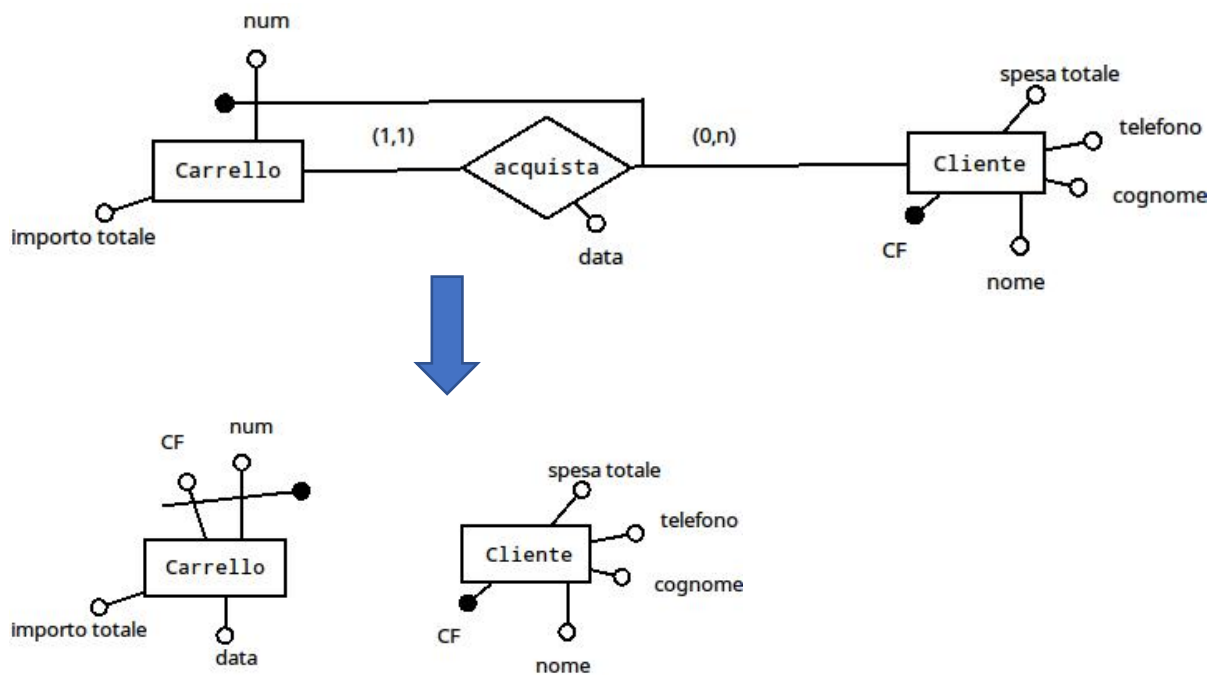 num
spesa totale
telefono
(1,1)
(0,n)
Carrello
acquista
Cliente
cognome
importo totale
data
CF
nome
CF
num
spesa totale
telefono
Carrello
Cliente
cognome
importo totale
data
CF
nome